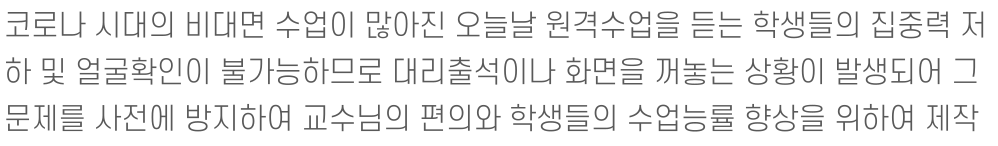 코로나 시대의 비대면 수업이 많아진 오늘날 원격수업을 듣는 학생들의 집중력 저
하 및 얼굴확인이 불가능하므로 대리출석이나 화면을 꺼놓는 상황이 발생되어 그
문제를 사전에 방지하여 교수님의 편의와 학생들의 수업능률 향상을 위하여 제작